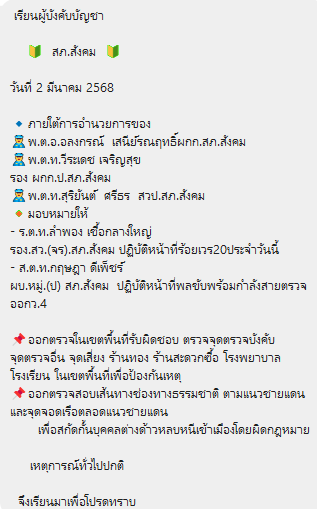 เรียนผู้บังคับบัญชา
🔰 สภ.สังคม 🔰
วันที่ 2 มีนาคม 2568
🔹ภายใต้การอำนวยการของ
👮พ.ต.อ.อลงกรณ์ เสนีย์รณฤทธิ์ผกก.สภ.สังคม
👮พ.ต.ท.วีระเดช เจริญสุข
รอง ผกก.ป.สภ.สังคม
👮พ.ต.ท.สุริยันต์ ศรีธร สวป.สภ.สังคม
🔸มอบหมายให้
- ร.ต.ท.ลำพอง เชื้อกลางใหญ่
รอง.สว.(จร).สภ.สังคม ปฏิบัติหน้าที่ร้อยเวร20ประจำวันนี้
- ส.ต.ท.กฤษฎา ดีเพ็ชร์
ผบ.หมู่.(ป) สภ.สังคม ปฏิบัติหน้าที่พลขับพร้อมกำลังสายตรวจ
ออกว.4
📌ออกตรวจในเขตพื้นที่รับผิดชอบ ตรวจจุดตรวจบังคับ
จุดตรวจอื่น จุดเสี่ยง ร้านทอง ร้านสะดวกซื้อ โรงพยาบาล
โรงเรียน ในเขตพื้นที่เพื่อป้องกันเหตุ
📌ออกตรวจสอบเส้นทางช่องทางธรรมชาติ ตามแนวชายแดน
และจุดจอดเรือตลอดแนวชายแดน
เพื่อสกัดกั้นบุคคลต่างด้าวหลบหนีเข้าเมืองโดยผิดกฎหมาย
เหตุการณ์ทั่วไปปกติ
จึงเรียนมาเพื่อโปรดทราบ